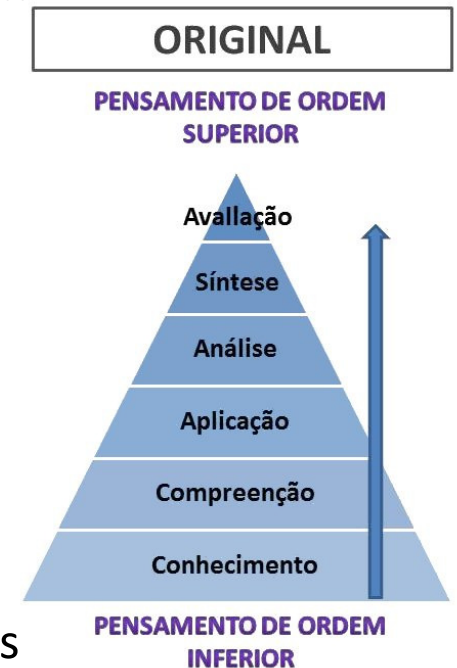 ORIGINAL
PENSAMENTO DE ORDEM
SUPERIOR
Avallação
Síntese
Análise
Aplicação
Compreenção
Conhecimento
PENSAMENTO DE ORDEM
INFERIOR
s